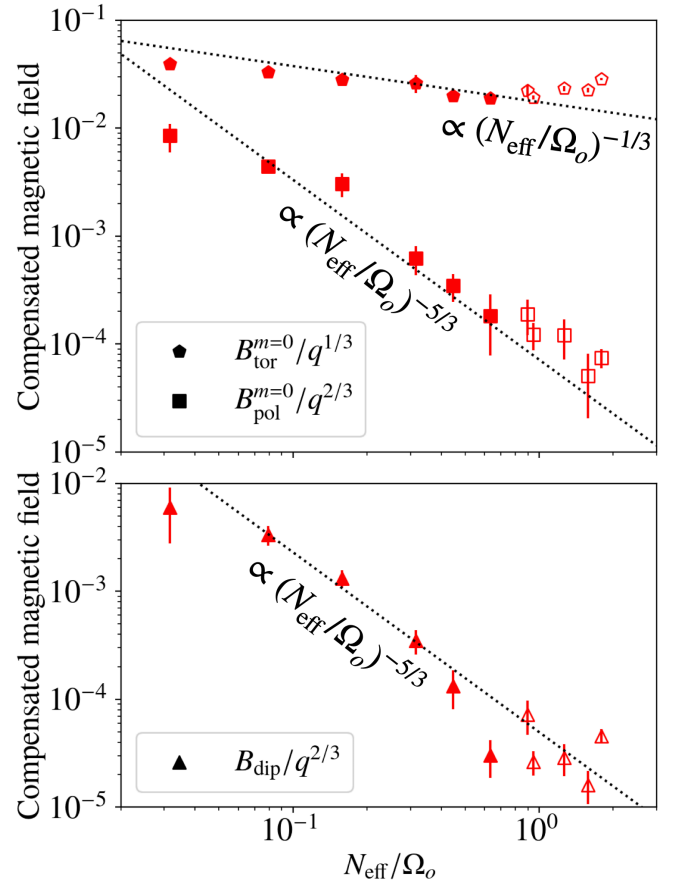 10⁻¹
10⁻²
10⁻³
10⁻⁴
10⁻⁵
Compensated magnetic field
∝ (N_eff/Ω_o)^−1/3
∝ (N_eff/Ω_o)^−5/3
B_tor^m=0/q^1/3
B_pol^m=0/q^2/3
10⁻²
10⁻³
10⁻⁴
10⁻⁵
Compensated magnetic field
∝ (N_eff/Ω_o)^−5/3
B_dip/q^2/3
10⁻¹ 10⁰
N_eff/Ω_o